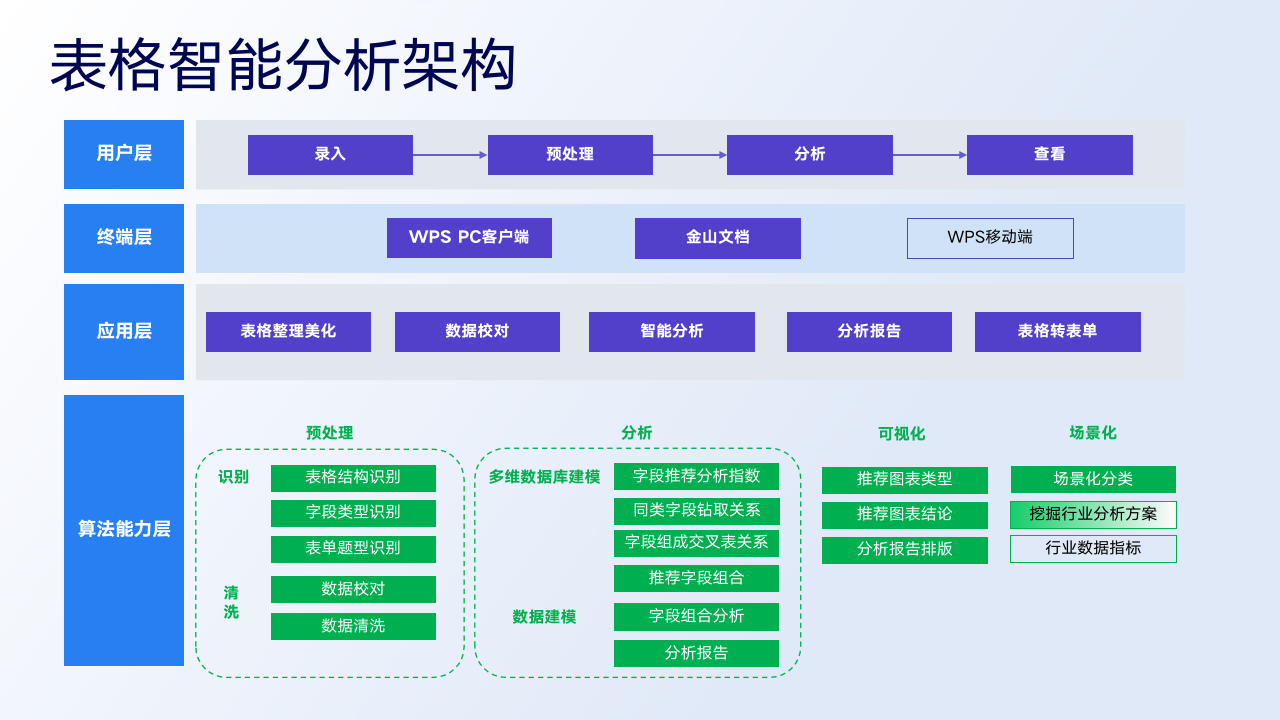 表格智能分析架构
用户层
录入
预处理
分析
查看
终端层
WPS PC客户端
金山文档
WPS移动端
应用层
表格整理美化
数据校对
智能分析
分析报告
表格转表单
算法能力层
预处理
识别
表格结构识别
字段类型识别
表单题型识别
清
洗
数据校对
数据清洗
分析
多维数据库建模
字段推荐分析指数
同类字段钻取关系
字段组成交叉表关系
推荐字段组合
数据建模
字段组合分析
分析报告
可视化
推荐图表类型
推荐图表结论
分析报告排版
场景化
场景化分类
挖掘行业分析方案
行业数据指标